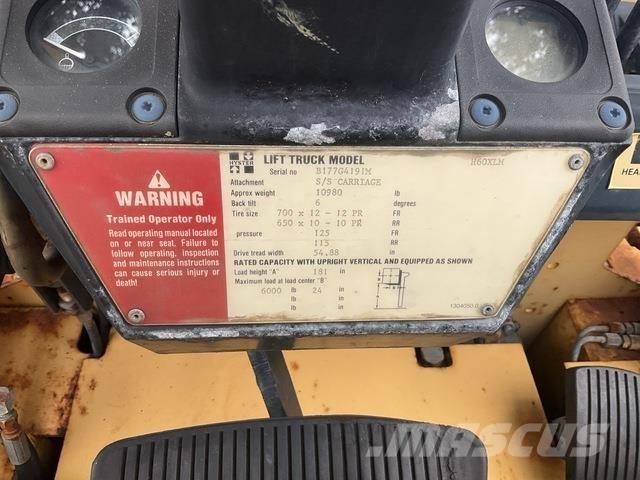 HYSTER LIFT TRUCK MODEL H60XLM
Serial no B177G4191M
Attachment S/S CARRIAGE
Approx weight 10980 lb
Back tilt 6 degrees
Tire size 700 x 12 - 12 PR FR
650 x 10 - 10 PR RR
pressure 125 FR
115 RR
Drive tread width 54.88 in
RATED CAPACITY WITH UPRIGHT VERTICAL AND EQUIPPED AS SHOWN
Load height "A" 181 in
Maximum load at load center "B"
6000 lb 24 in
lb in
lb in
WARNING
Trained Operator Only
Read operating manual located
on or near seat. Failure to
follow operating, inspection
and maintenance instructions
can cause serious injury or
death!
HEA
MASCUS